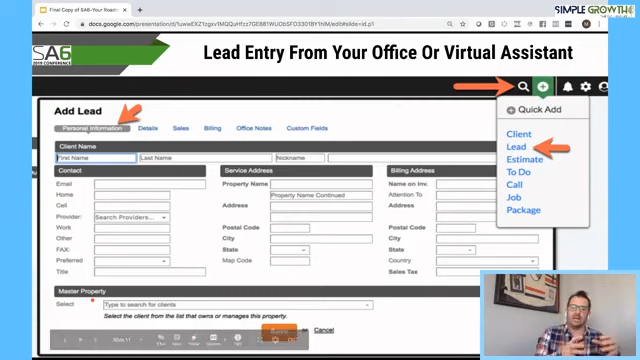 Final Copy of SA6-Your Roadm
docs.google.com/presentation/d/
SIMPLE GROWTH
SA6
2019 CONFERENCE
Lead Entry From Your Office Or Virtual Assistant
Add Lead
Personal Information Details Sales Billing Office Notes Custom Fields
Client Name
First Name Last Name Nickname
Contact Service Address Billing Address
Email Property Name Name on Inv.
Home Property Name Continued Attention To
Cell Address Address
Provider: Search Providers...
Work Postal Code Postal Code
Other City City
FAX: State State
Preferred Map Code Country
Title Sales Tax
Master Property
Select Type to search for clients
Select the client from the list that owns or manages this property.
or Cancel
Slide 11
Quick Add
Client
Lead
Estimate
To Do
Call
Job
Package